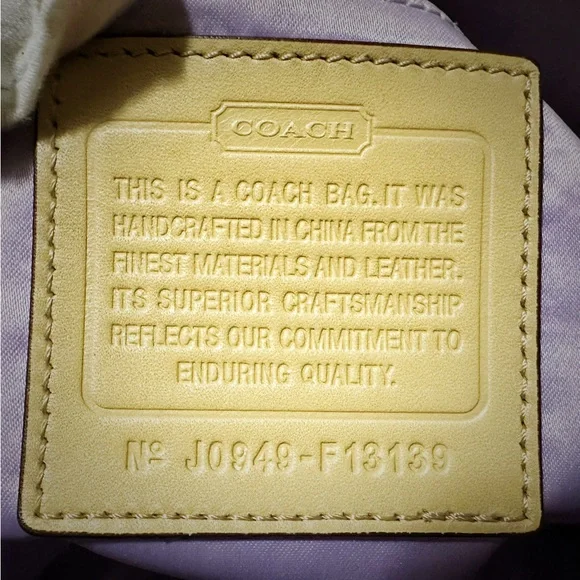 COACH
THIS IS A COACH BAG. IT WAS
HANDCRAFTED IN CHINA FROM THE
FINEST MATERIALS AND LEATHER.
ITS SUPERIOR CRAFTSMANSHIP
REFLECTS OUR COMMITMENT TO
ENDURING QUALITY.
Nº J0949-F13139